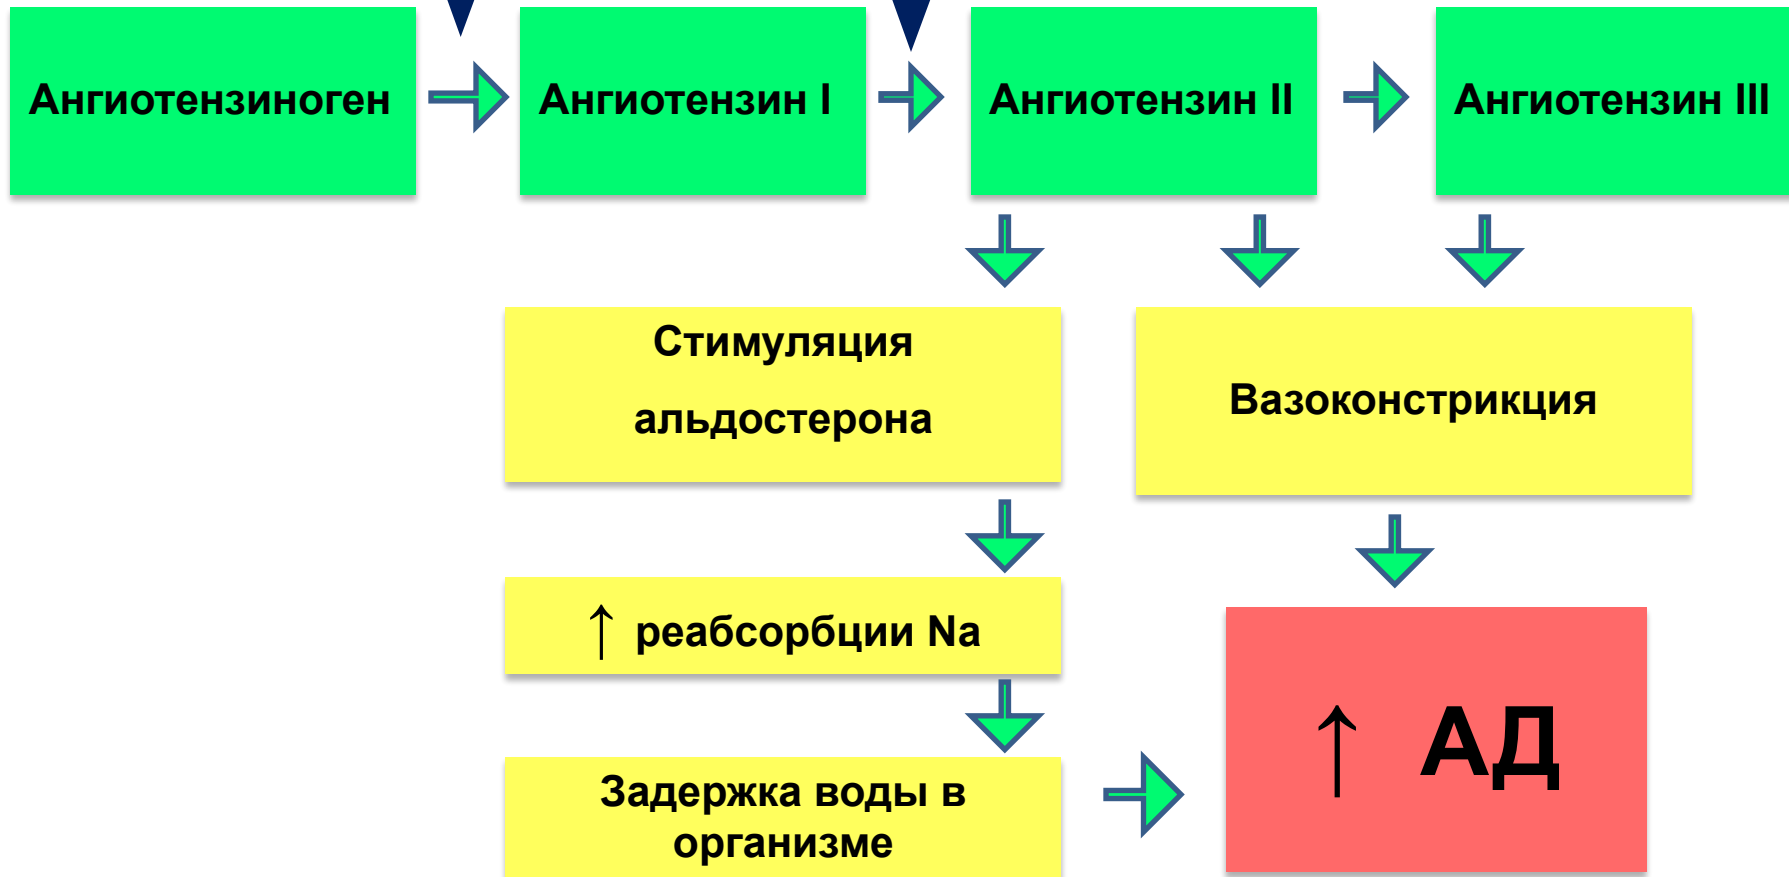 Ангиотензиноген
Ангиотензин I
Ангиотензин II
Ангиотензин III
Стимуляция
альдостерона
Вазоконстрикция
↑ реабсорбции Na
↑ АД
Задержка воды в
организме